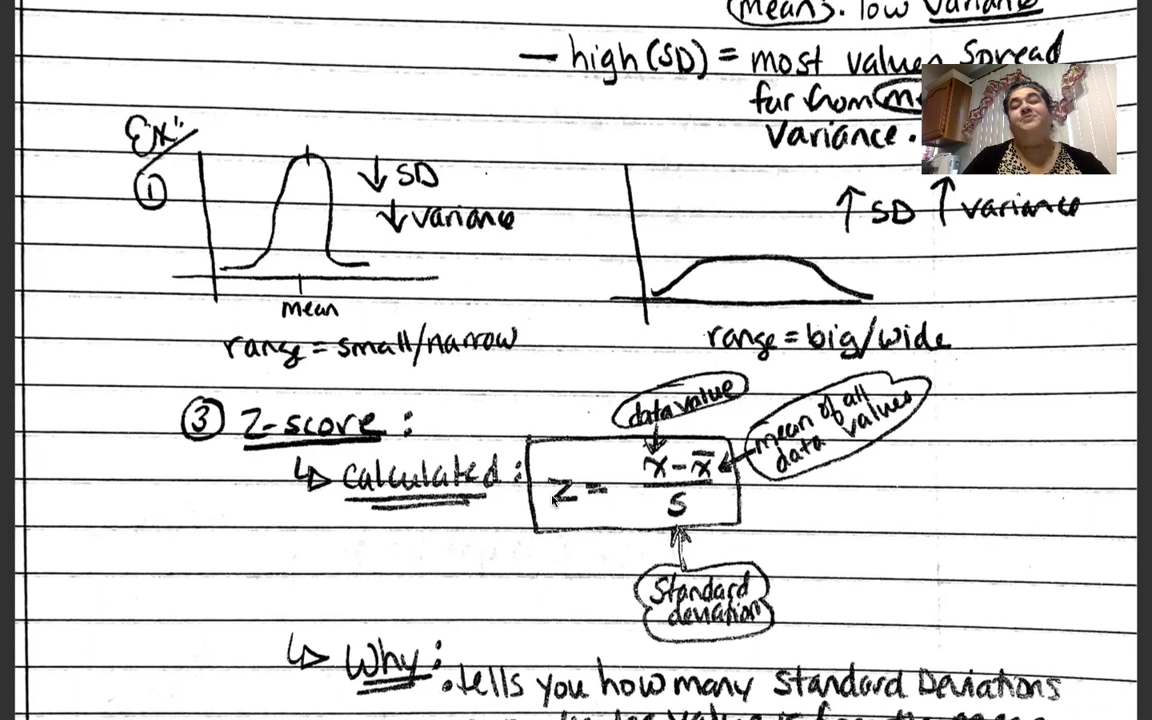 (means). low variance
— high (SD) = most values spread
far from
variance.
Ex:
① ↓ SD
↓ variance
↑ SD ↑ variance
mean
range = small/narrow
range = big/wide
③ Z-score:
data value
mean of all
data values
↳ Calculated:
z = x - x̄
s
Standard
deviation
↳ Why:
• tells you how many Standard Deviations